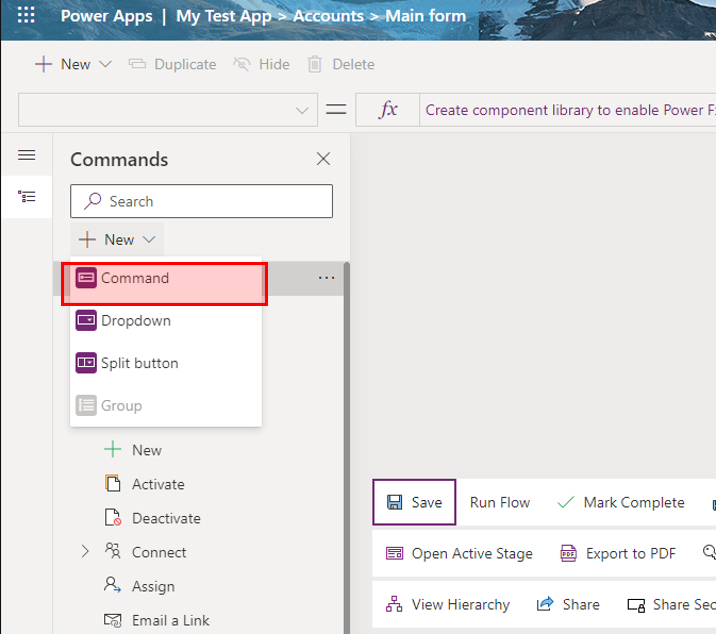 Power Apps | My Test App > Accounts > Main form
New Duplicate Hide Delete
fx Create component library to enable Power F
Commands
Search
New
Command
Dropdown
Split button
Group
New
Activate
Deactivate
Connect
Assign
Email a Link
Save Run Flow Mark Complete
Open Active Stage Export to PDF
View Hierarchy Share Share Sec